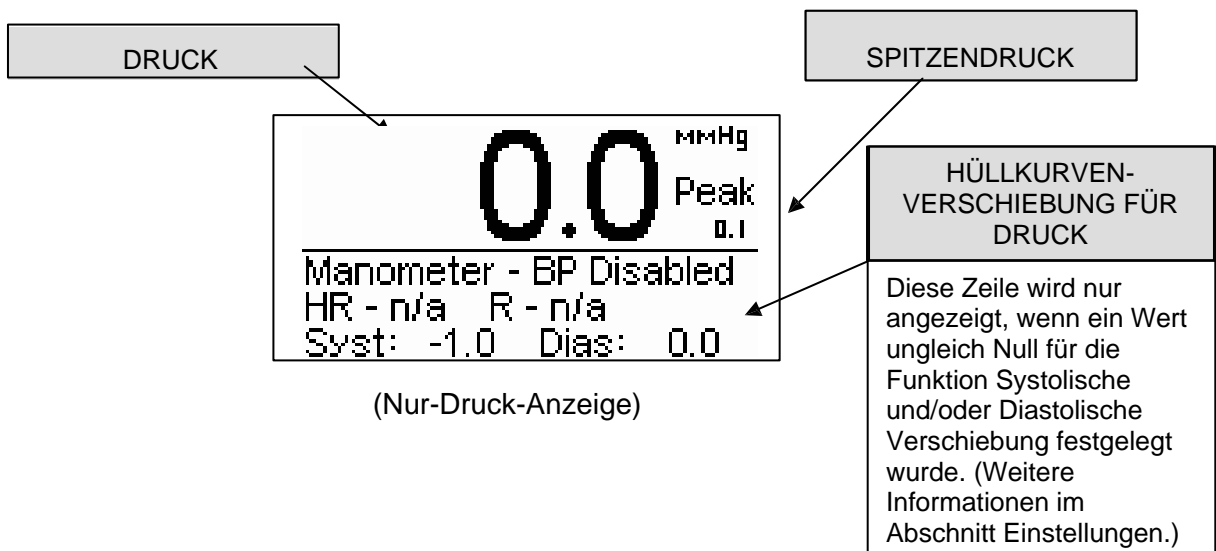 DRUCK
SPITZENDRUCK
0.0
MMHg
Peak
0.1
Manometer - BP Disabled
HR - n/a R - n/a
Syst: -1.0 Dias: 0.0
(Nur-Druck-Anzeige)
HÜLLKURVEN-
VERSCHIEBUNG FÜR
DRUCK
Diese Zeile wird nur
angezeigt, wenn ein Wert
ungleich Null für die
Funktion Systolische
und/oder Diastolische
Verschiebung festgelegt
wurde. (Weitere
Informationen im
Abschnitt Einstellungen.)